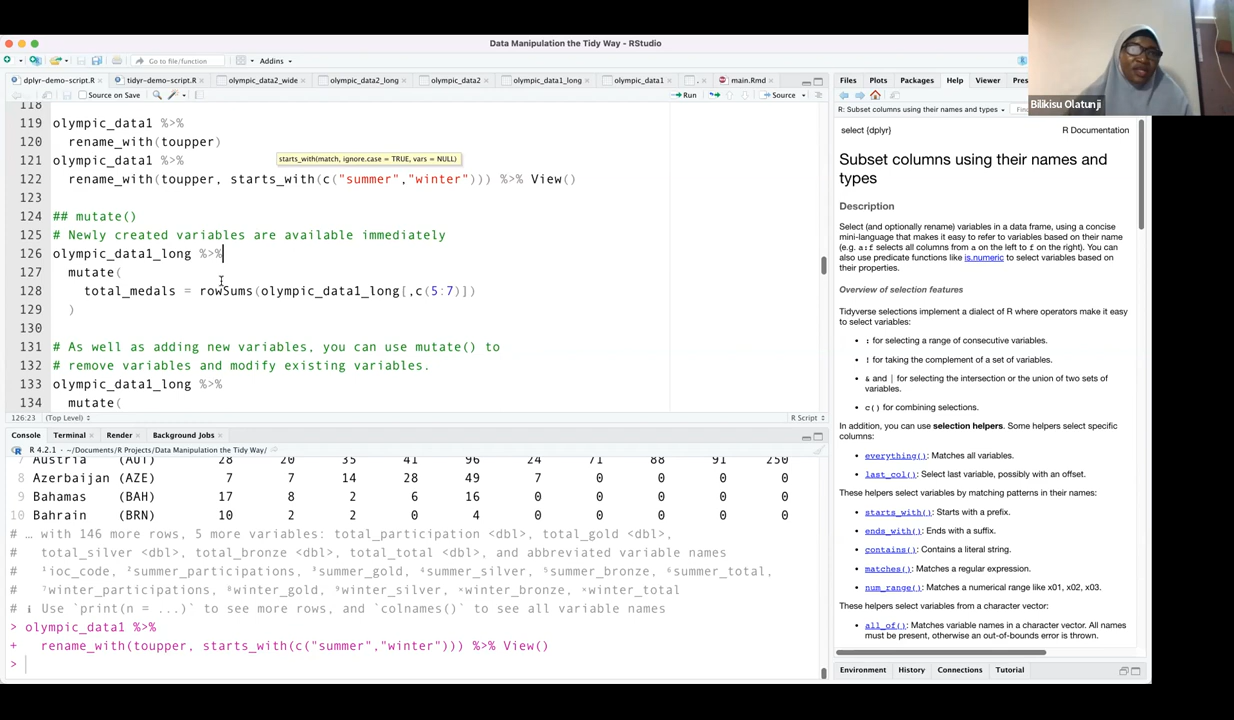 Data Manipulation the Tidy Way - RStudio
Go to file/function
Addins
dplyr-demo-script.R
tidyr-demo-script.R
olympic_data2_wide
olympic_data2_long
olympic_data2
olympic_data1_long
olympic_data1
main.Rmd
Source on Save
Run
Source
118
119 olympic_data1 %>%
120 rename_with(toupper)
121 olympic_data1 %>%
starts_with(match, ignore.case = TRUE, vars = NULL)
122 rename_with(toupper, starts_with(c("summer","winter"))) %>% View()
123
124 ## mutate()
125 # Newly created variables are available immediately
126 olympic_data1_long %>%
127 mutate(
128 total_medals = rowSums(olympic_data1_long[,c(5:7)])
129 )
130
131 # As well as adding new variables, you can use mutate() to
132 # remove variables and modify existing variables.
133 olympic_data1_long %>%
134 mutate(
126:23 (Top Level) R Script
Console Terminal Render Background Jobs
R 4.2.1 · ~/Documents/R Projects/Data Manipulation the Tidy Way/
7 Austria (AUT) 28 20 35 41 96 24 71 88 91 250
8 Azerbaijan (AZE) 7 7 14 28 49 7 0 0 0 0
9 Bahamas (BAH) 17 8 2 6 16 0 0 0 0 0
10 Bahrain (BRN) 10 2 2 0 4 0 0 0 0 0
# … with 146 more rows, 5 more variables: total_participation <dbl>, total_gold <dbl>,
# total_silver <dbl>, total_bronze <dbl>, total_total <dbl>, and abbreviated variable names
# ¹ioc_code, ²summer_participations, ³summer_gold, ⁴summer_silver, ⁵summer_bronze, ⁶summer_total,
# ⁷winter_participations, ⁸winter_gold, ⁹winter_silver, ˟winter_bronze, ˟winter_total
# ℹ Use `print(n = ...)` to see more rows, and `colnames()` to see all variable names
> olympic_data1 %>%
+ rename_with(toupper, starts_with(c("summer","winter"))) %>% View()
>
Bilikisu Olatunji
Files Plots Packages Help Viewer Pres
R: Subset columns using their names and types
select {dplyr} R Documentation
Subset columns using their names and
types
Description
Select (and optionally rename) variables in a data frame, using a concise
mini-language that makes it easy to refer to variables based on their name
(e.g. a:f selects all columns from a on the left to f on the right). You can
also use predicate functions like is.numeric to select variables based on
their properties.
Overview of selection features
Tidyverse selections implement a dialect of R where operators make it easy
to select variables:
• : for selecting a range of consecutive variables.
• ! for taking the complement of a set of variables.
• & and | for selecting the intersection or the union of two sets of
variables.
• c() for combining selections.
In addition, you can use selection helpers. Some helpers select specific
columns:
• everything(): Matches all variables.
• last_col(): Select last variable, possibly with an offset.
These helpers select variables by matching patterns in their names:
• starts_with(): Starts with a prefix.
• ends_with(): Ends with a suffix.
• contains(): Contains a literal string.
• matches(): Matches a regular expression.
• num_range(): Matches a numerical range like x01, x02, x03.
These helpers select variables from a character vector:
• all_of(): Matches variable names in a character vector. All names
must be present, otherwise an out-of-bounds error is thrown.
Environment History Connections Tutorial